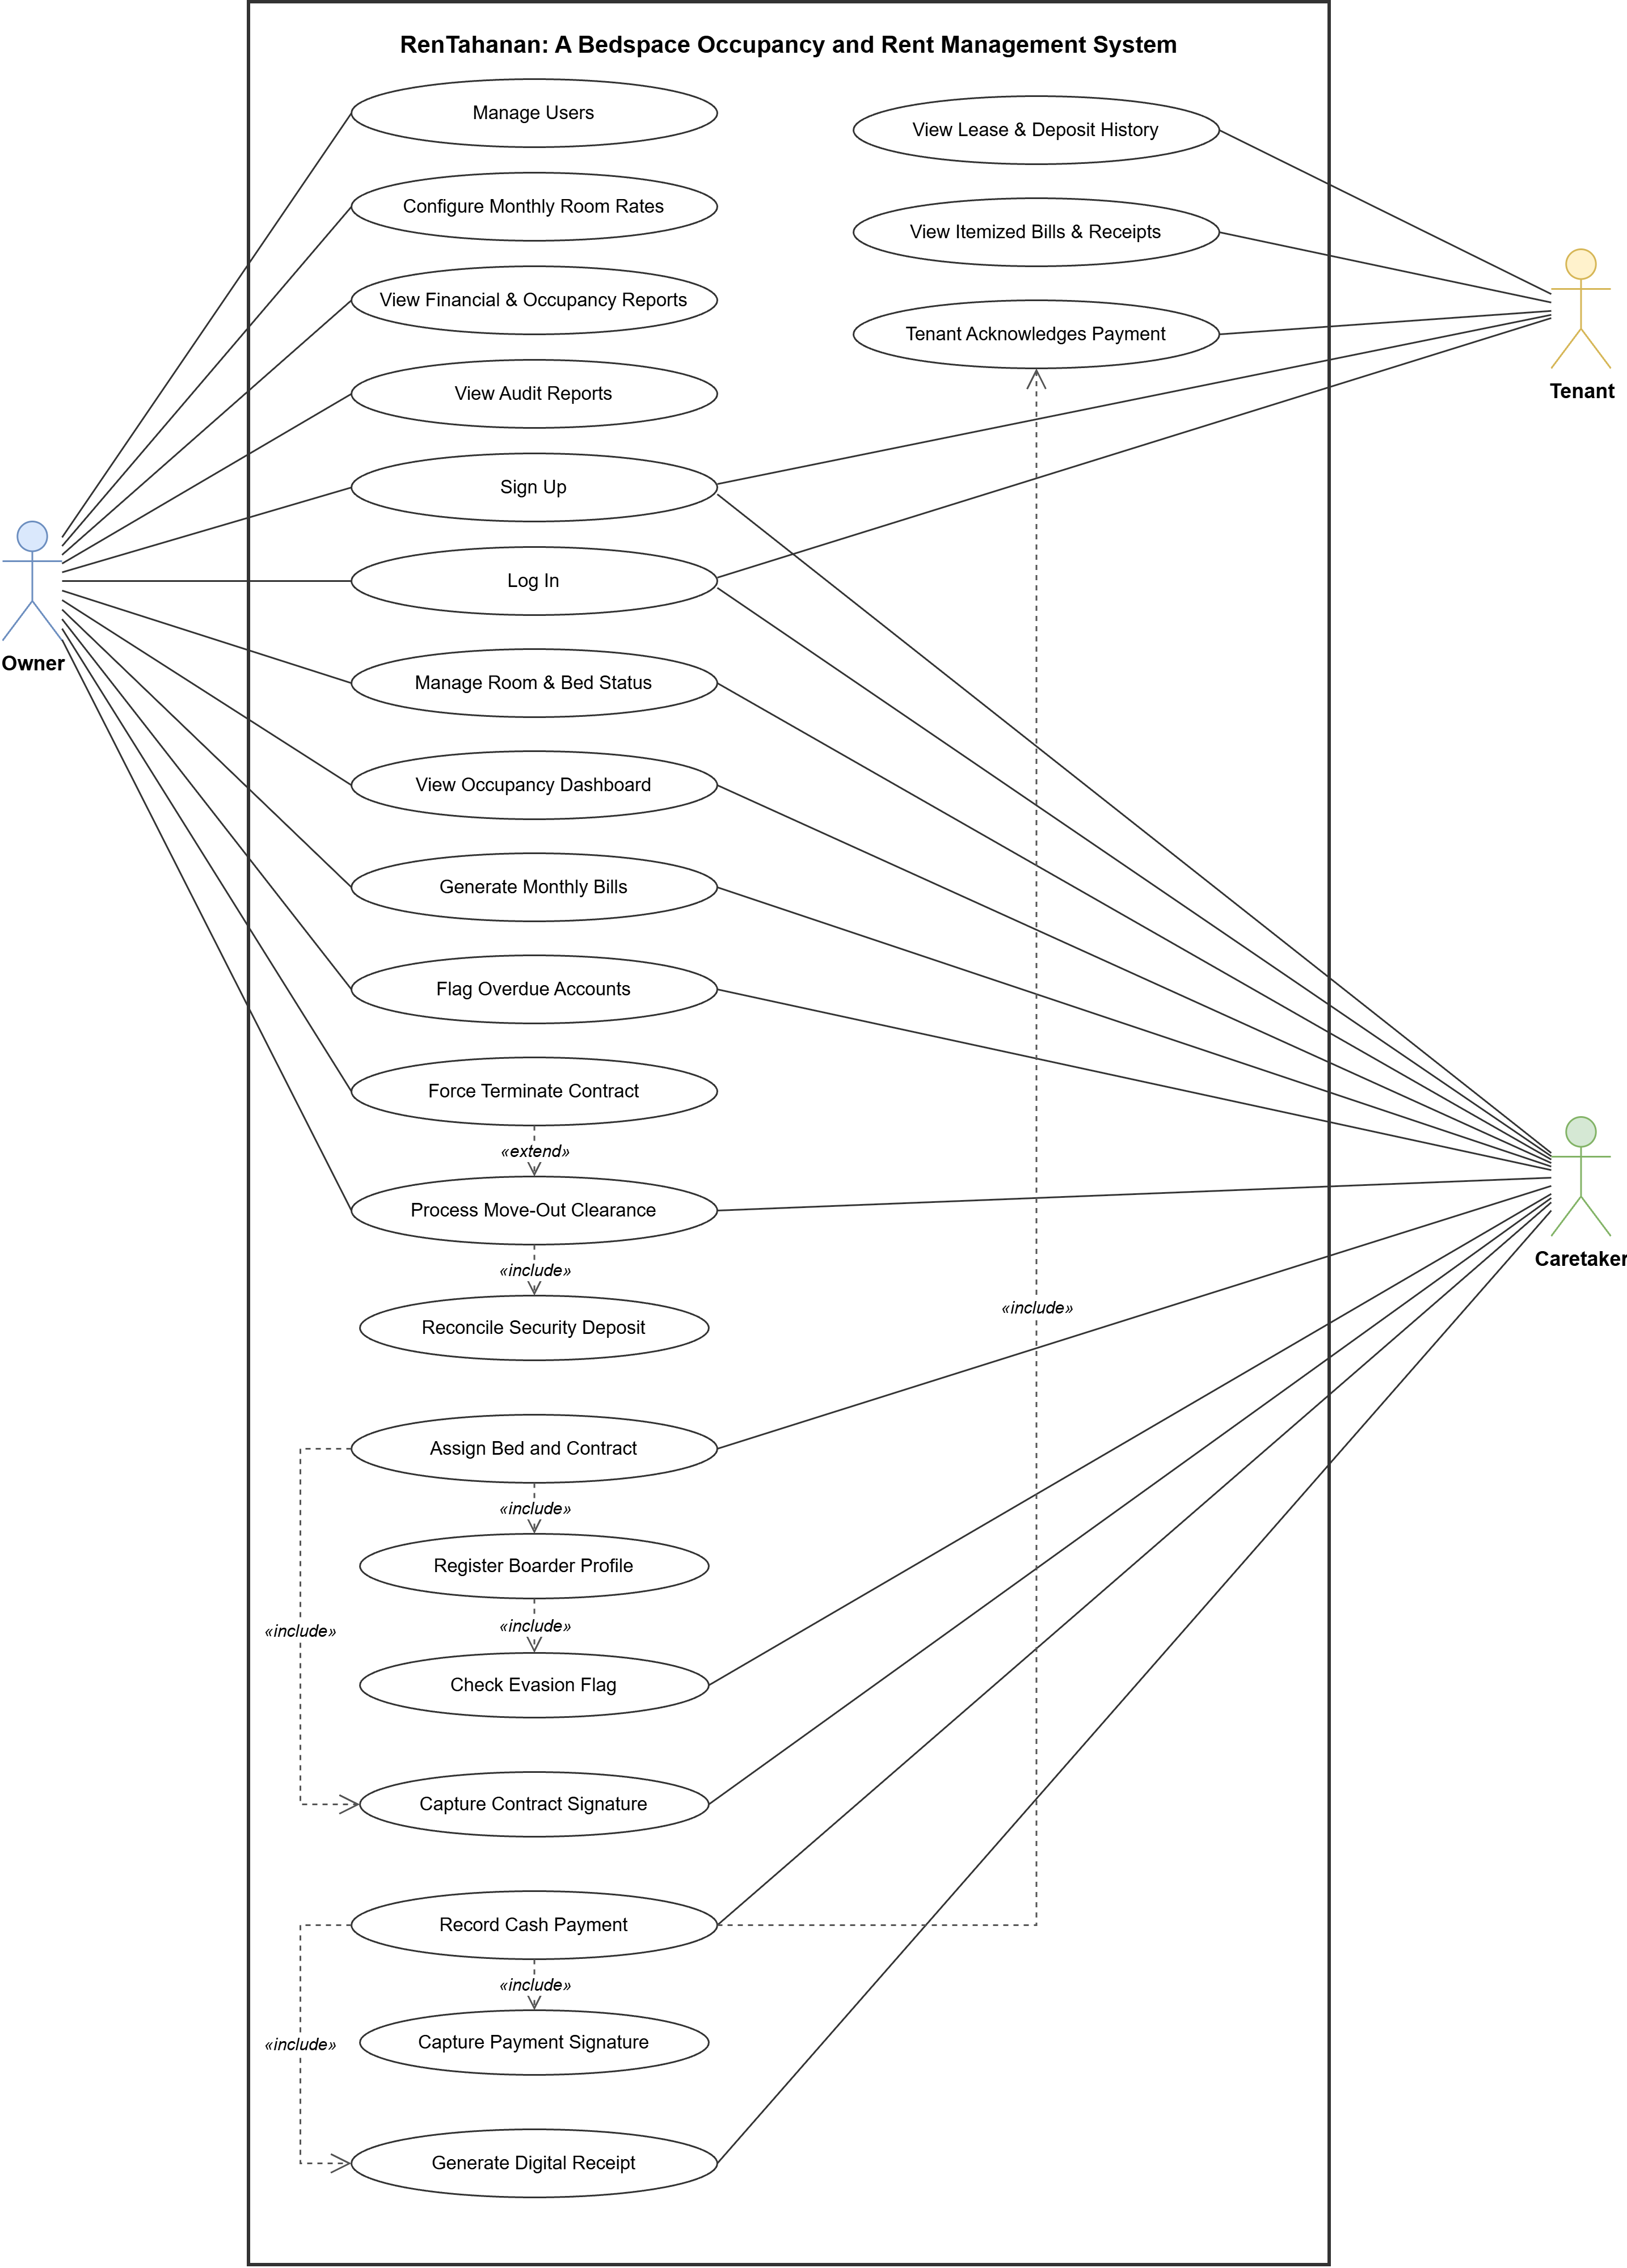 RenTahanan: A Bedspace Occupancy and Rent Management System
Manage Users
View Lease & Deposit History
Configure Monthly Room Rates
View Itemized Bills & Receipts
View Financial & Occupancy Reports
Tenant Acknowledges Payment
View Audit Reports
Tenant
Sign Up
Log In
Owner
Manage Room & Bed Status
View Occupancy Dashboard
Generate Monthly Bills
Flag Overdue Accounts
Force Terminate Contract
«extend»
Process Move-Out Clearance
Caretaker
«include»
«include»
Reconcile Security Deposit
Assign Bed and Contract
«include»
Register Boarder Profile
«include»
«include»
Check Evasion Flag
Capture Contract Signature
Record Cash Payment
«include»
Capture Payment Signature
«include»
Generate Digital Receipt